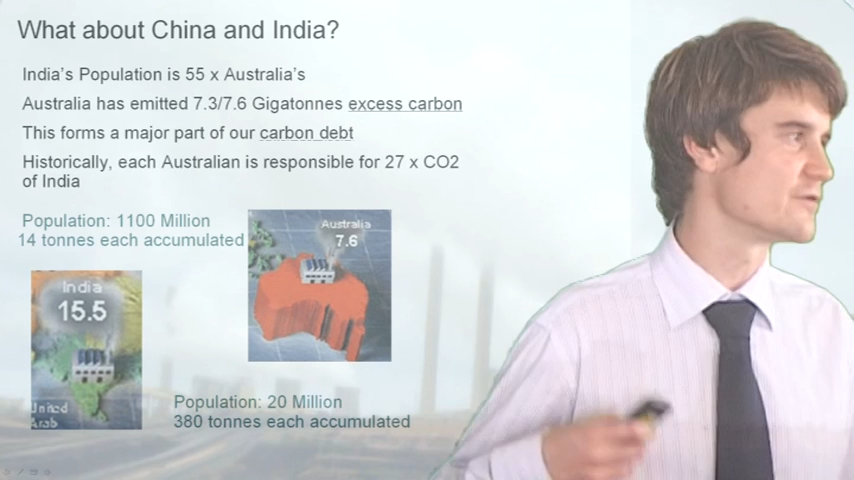 What about China and India?
India's Population is 55 x Australia's
Australia has emitted 7.3/7.6 Gigatonnes excess carbon
This forms a major part of our carbon debt
Historically, each Australian is responsible for 27 x CO2
of India
Population: 1100 Million
14 tonnes each accumulated
Australia
7.6
India
15.5
United
Arab
Population: 20 Million
380 tonnes each accumulated